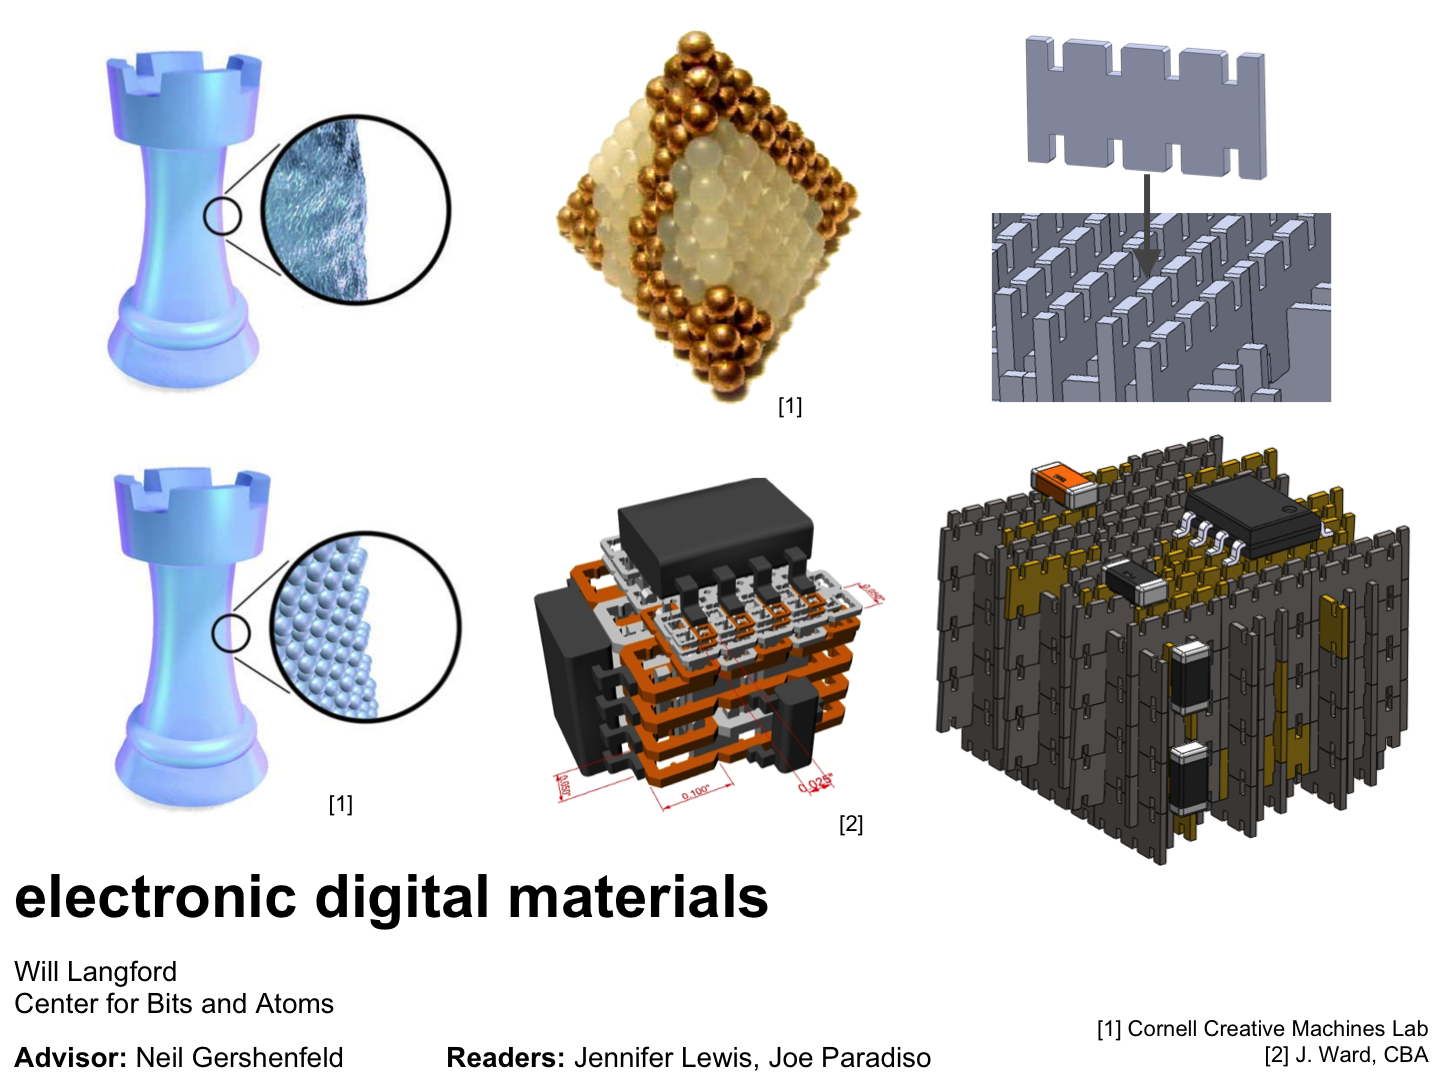 [1]
0.050"
0.050"
0.100"
0.025"
[1]
[2]
electronic digital materials
Will Langford
Center for Bits and Atoms
Advisor: Neil Gershenfeld
Readers: Jennifer Lewis, Joe Paradiso
[1] Cornell Creative Machines Lab
[2] J. Ward, CBA